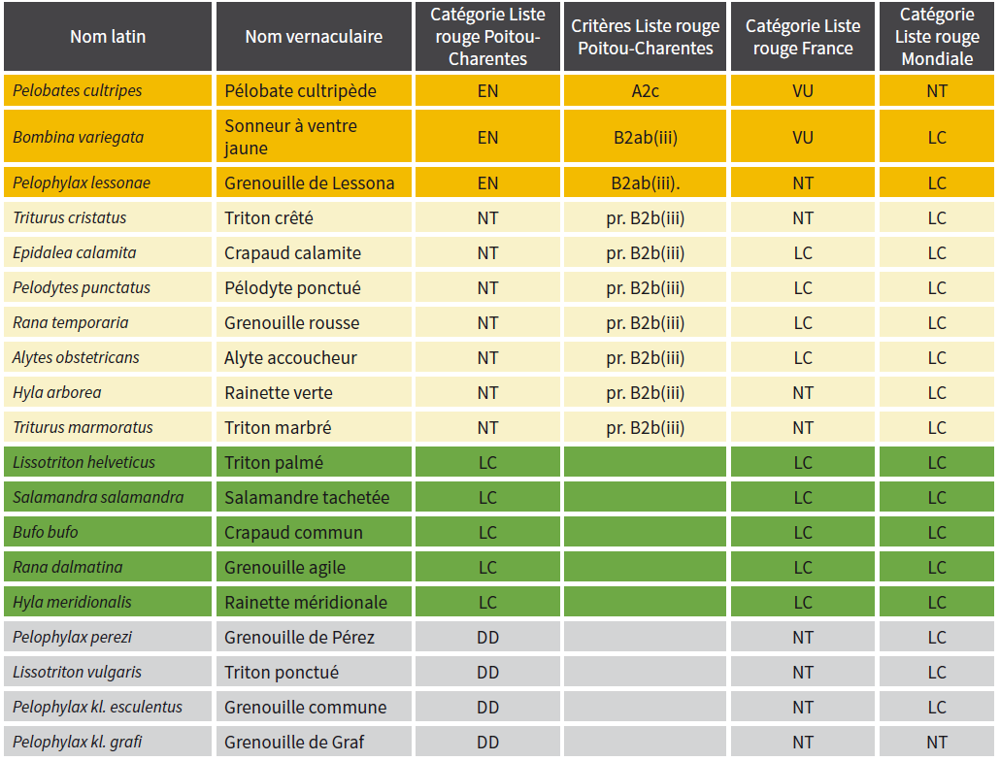 Nom latin Nom vernaculaire Catégorie Liste rouge Poitou-Charentes Critères Liste rouge Poitou-Charentes Catégorie Liste rouge France Catégorie Liste rouge Mondiale
Pelobates cultripes Pélobate cultripède EN A2c VU NT
Bombina variegata Sonneur à ventre jaune EN B2ab(iii) VU LC
Pelophylax lessonae Grenouille de Lessona EN B2ab(iii). NT LC
Triturus cristatus Triton crêté NT pr. B2b(iii) NT LC
Epidalea calamita Crapaud calamite NT pr. B2b(iii) LC LC
Pelodytes punctatus Pélodyte ponctué NT pr. B2b(iii) LC LC
Rana temporaria Grenouille rousse NT pr. B2b(iii) LC LC
Alytes obstetricans Alyte accoucheur NT pr. B2b(iii) LC LC
Hyla arborea Rainette verte NT pr. B2b(iii) NT LC
Triturus marmoratus Triton marbré NT pr. B2b(iii) NT LC
Lissotriton helveticus Triton palmé LC LC LC
Salamandra salamandra Salamandre tachetée LC LC LC
Bufo bufo Crapaud commun LC LC LC
Rana dalmatina Grenouille agile LC LC LC
Hyla meridionalis Rainette méridionale LC LC LC
Pelophylax perezi Grenouille de Pérez DD NT LC
Lissotriton vulgaris Triton ponctué DD NT LC
Pelophylax kl. esculentus Grenouille commune DD NT LC
Pelophylax kl. grafi Grenouille de Graf DD NT NT